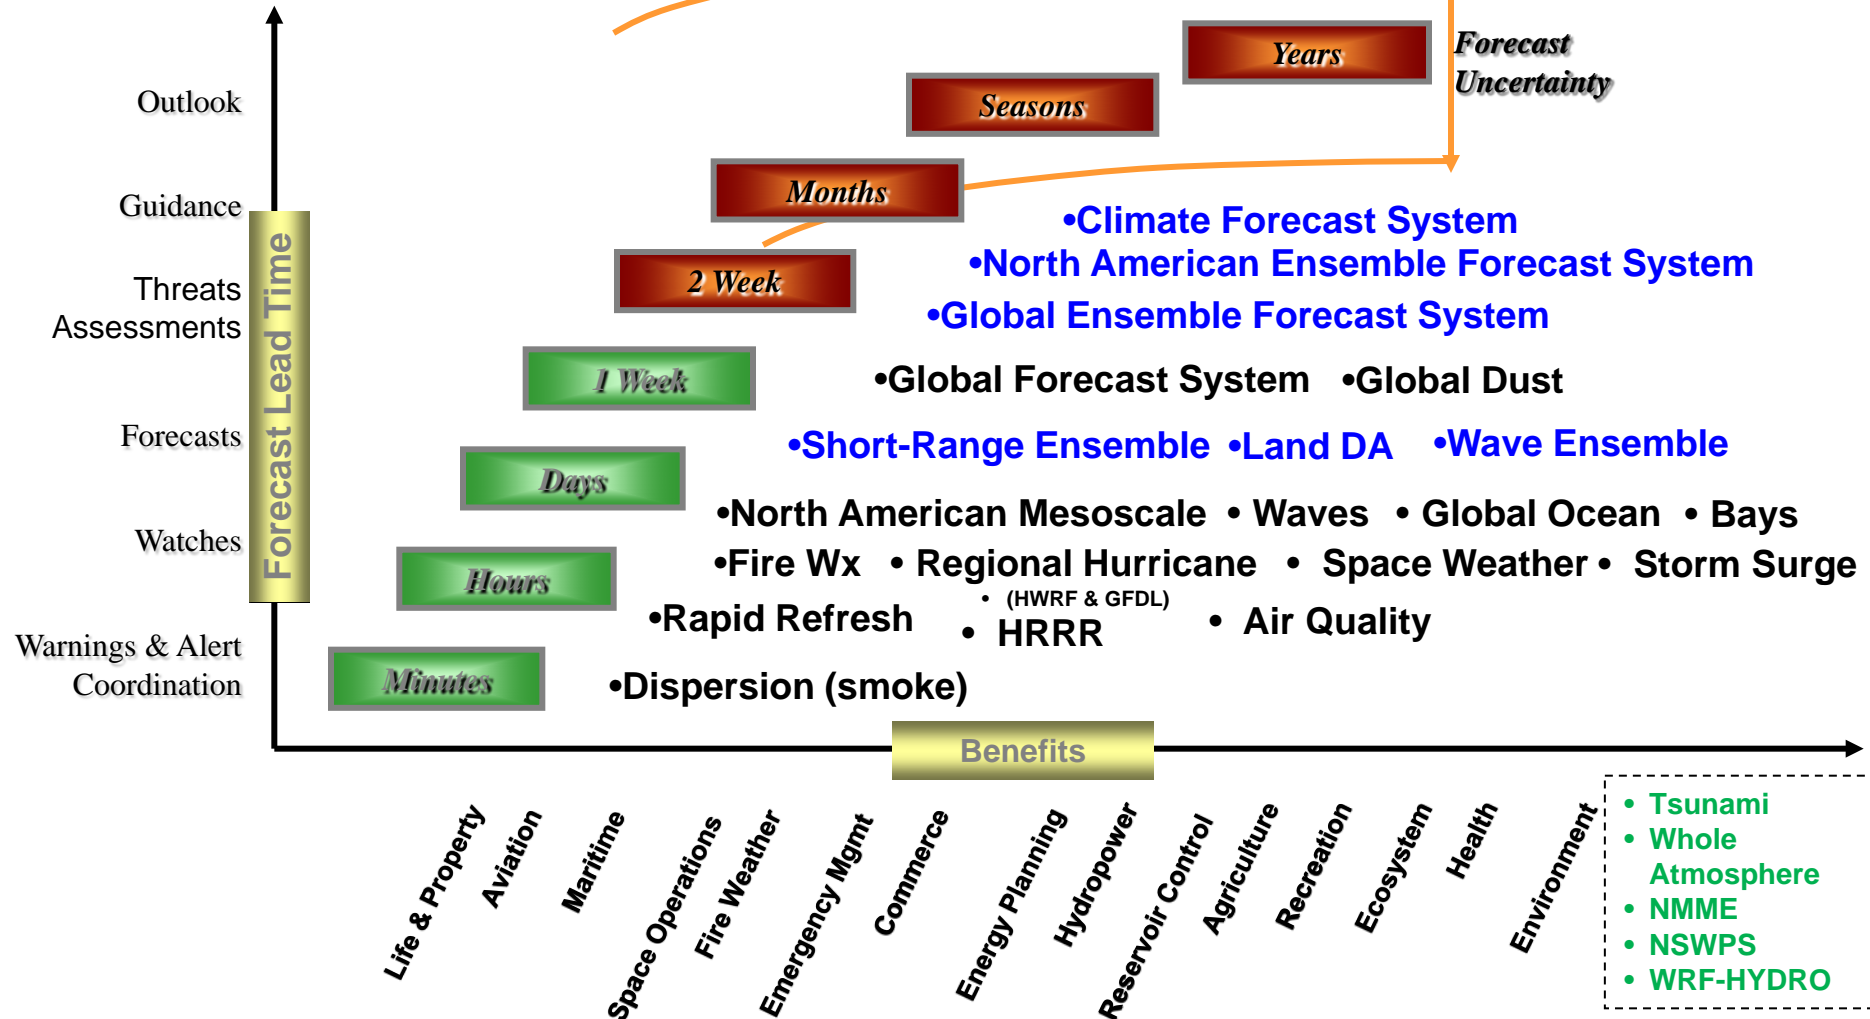 Years
Forecast
Uncertainty
Seasons
Outlook
Months
Guidance
•Climate Forecast System
•North American Ensemble Forecast System
2 Week
Threats
Assessments
•Global Ensemble Forecast System
Forecast Lead Time
1 Week
•Global Forecast System •Global Dust
Forecasts
•Short-Range Ensemble •Land DA •Wave Ensemble
Days
•North American Mesoscale • Waves • Global Ocean • Bays
Watches
•Fire Wx • Regional Hurricane • Space Weather • Storm Surge
Hours
• (HWRF & GFDL)
•Rapid Refresh • HRRR • Air Quality
Warnings & Alert
Coordination
Minutes
•Dispersion (smoke)
Benefits
Life & Property
Aviation
Maritime
Space Operations
Fire Weather
Emergency Mgmt
Commerce
Energy Planning
Hydropower
Reservoir Control
Agriculture
Recreation
Ecosystem
Health
Environment
• Tsunami
• Whole
Atmosphere
• NMME
• NSWPS
• WRF-HYDRO